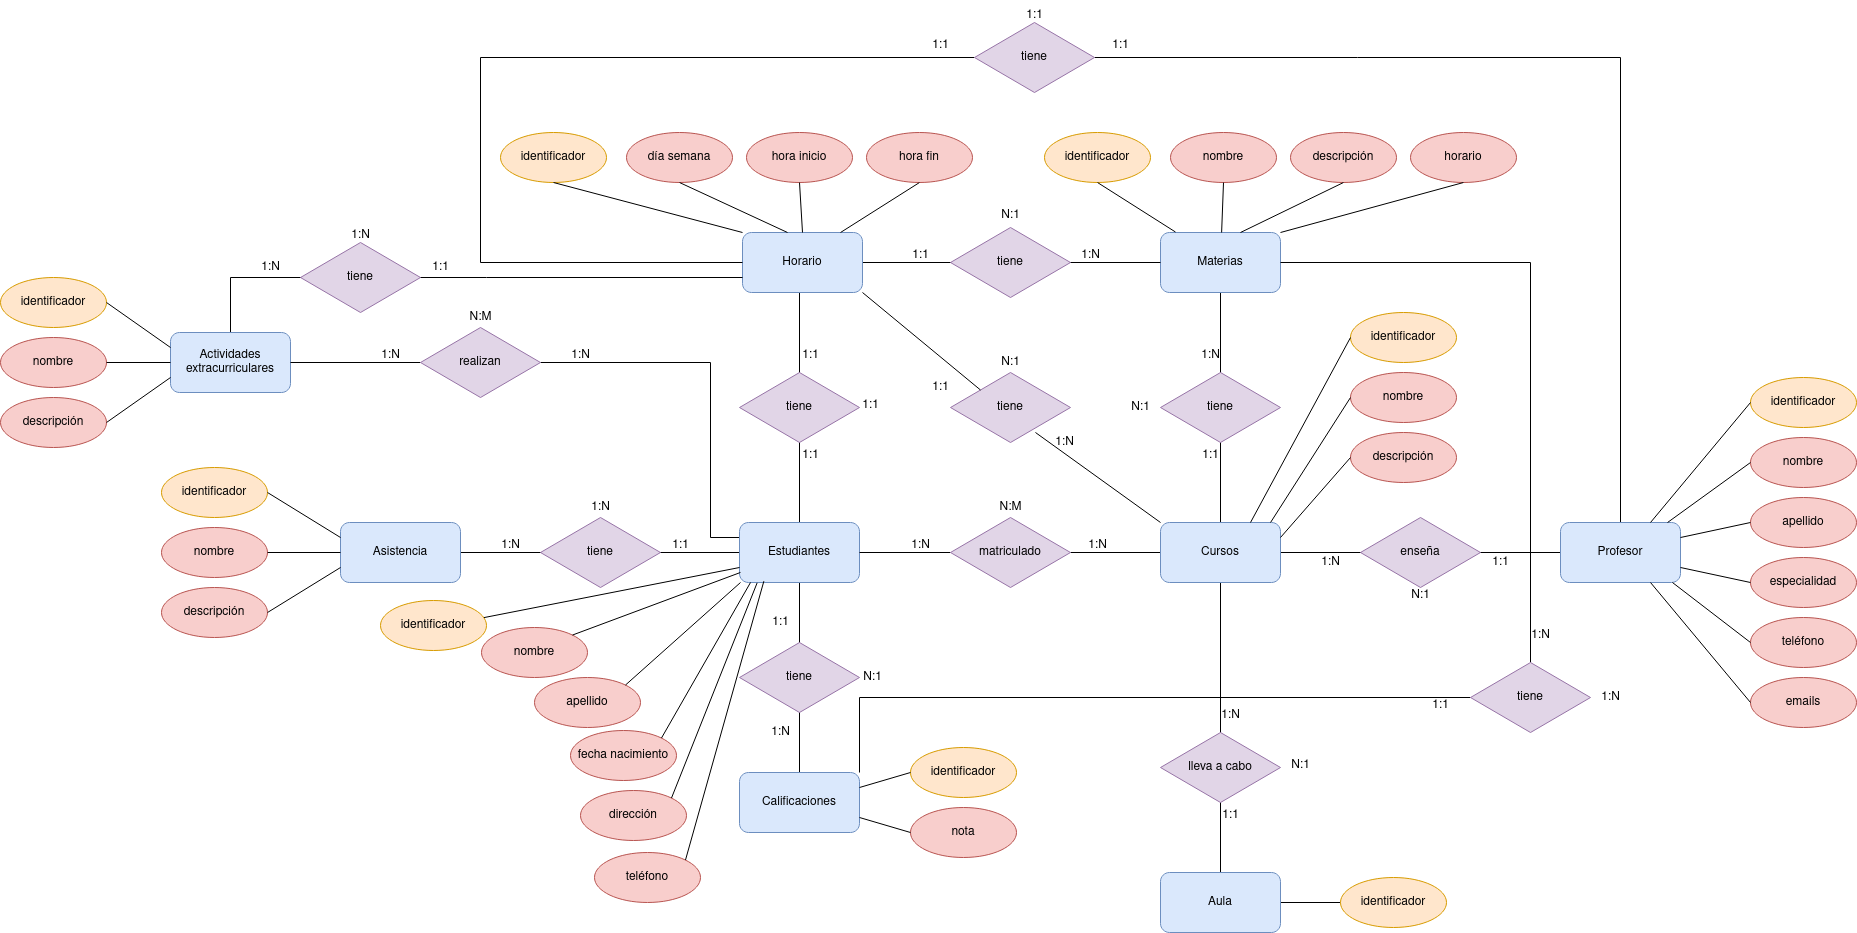 1:1
1:1
tiene
1:1
identificador
día semana
hora inicio
hora fin
identificador
nombre
descripción
horario
N:1
1:N
1:N
tiene
1:1
Horario
1:1
tiene
1:N
Materias
identificador
nombre
descripción
Actividades
extracurriculares
1:N
N:M
realizan
1:N
1:1
tiene
1:1
1:1
N:1
1:1
tiene
1:N
1:N
N:1
tiene
1:1
identificador
nombre
descripción
identificador
nombre
apellido
especialidad
teléfono
emails
identificador
nombre
descripción
Asistencia
1:N
1:N
tiene
1:1
Estudiantes
1:N
N:M
matriculado
1:N
Cursos
1:N
enseña
N:1
1:1
Profesor
identificador
nombre
apellido
fecha nacimiento
dirección
teléfono
1:1
tiene
N:1
1:N
1:N
1:1
tiene
1:N
1:N
Calificaciones
identificador
nota
lleva a cabo
N:1
1:1
Aula
identificador